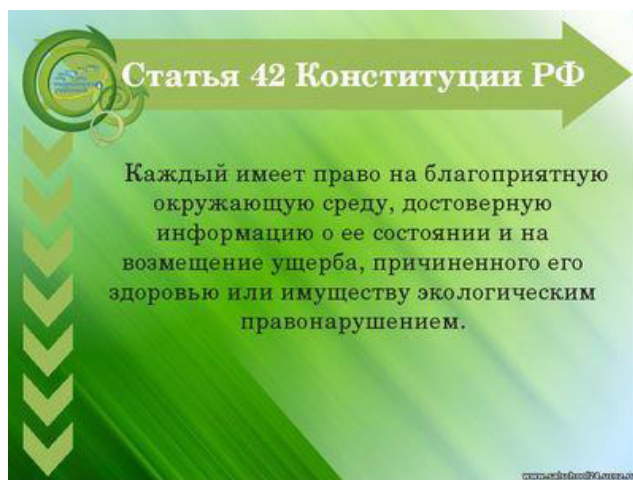 Статья 42 Конституции РФ
Каждый имеет право на благоприятную
окружающую среду, достоверную
информацию о ее состоянии и на
возмещение ущерба, причиненного его
здоровью или имуществу экологическим
правонарушением.